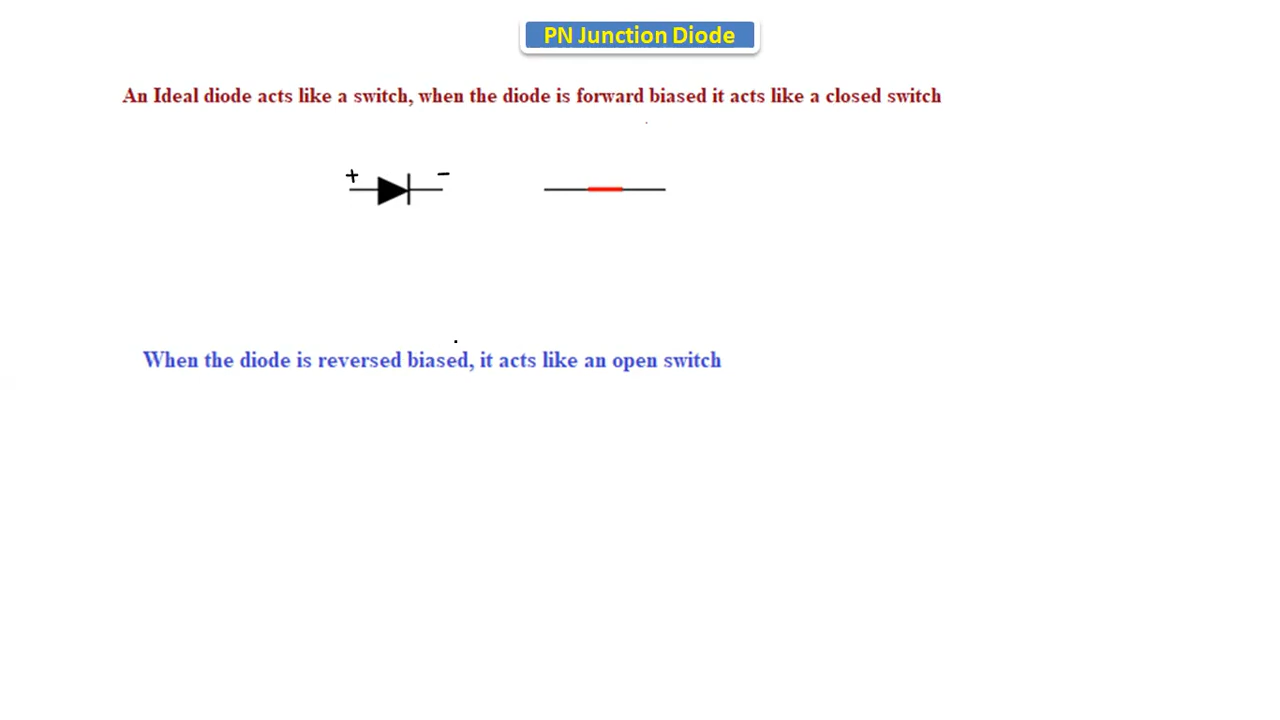 PN Junction Diode
An Ideal diode acts like a switch, when the diode is forward biased it acts like a closed switch
+ −
When the diode is reversed biased, it acts like an open switch